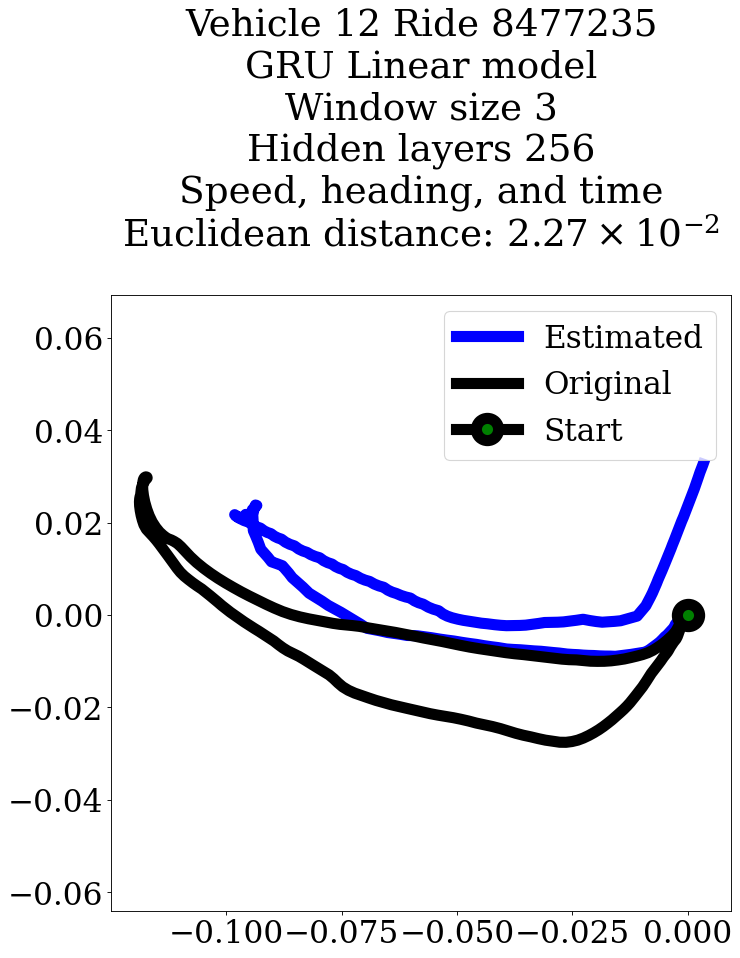 Vehicle 12 Ride 8477235
GRU Linear model
Window size 3
Hidden layers 256
Speed, heading, and time
Euclidean distance: 2.27 × 10⁻²
Estimated
Original
Start
0.06
0.04
0.02
0.00
−0.02
−0.04
−0.06
−0.100 −0.075 −0.050 −0.025 0.000